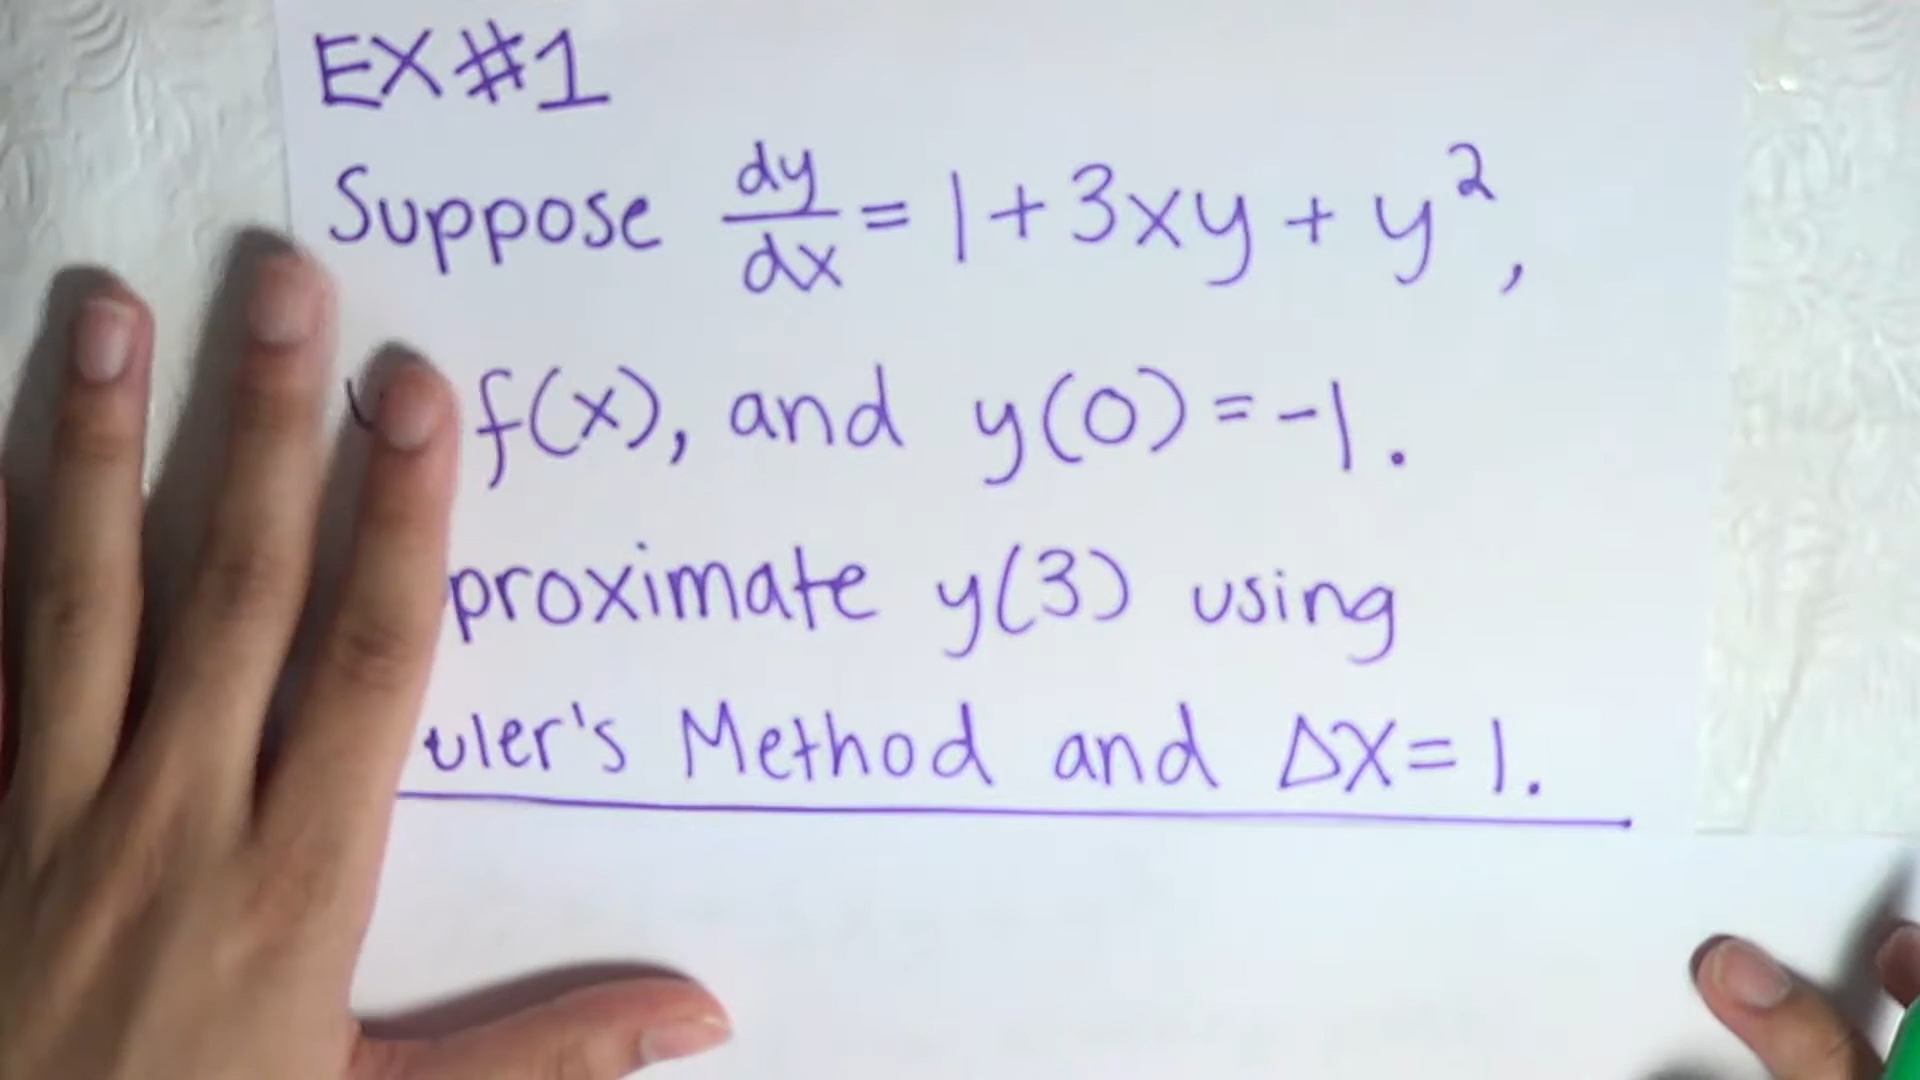 EX #1
Suppose dy/dx = 1 + 3xy + y²,
f(x), and y(0) = -1.
proximate y(3) using
uler's Method and Δx = 1.